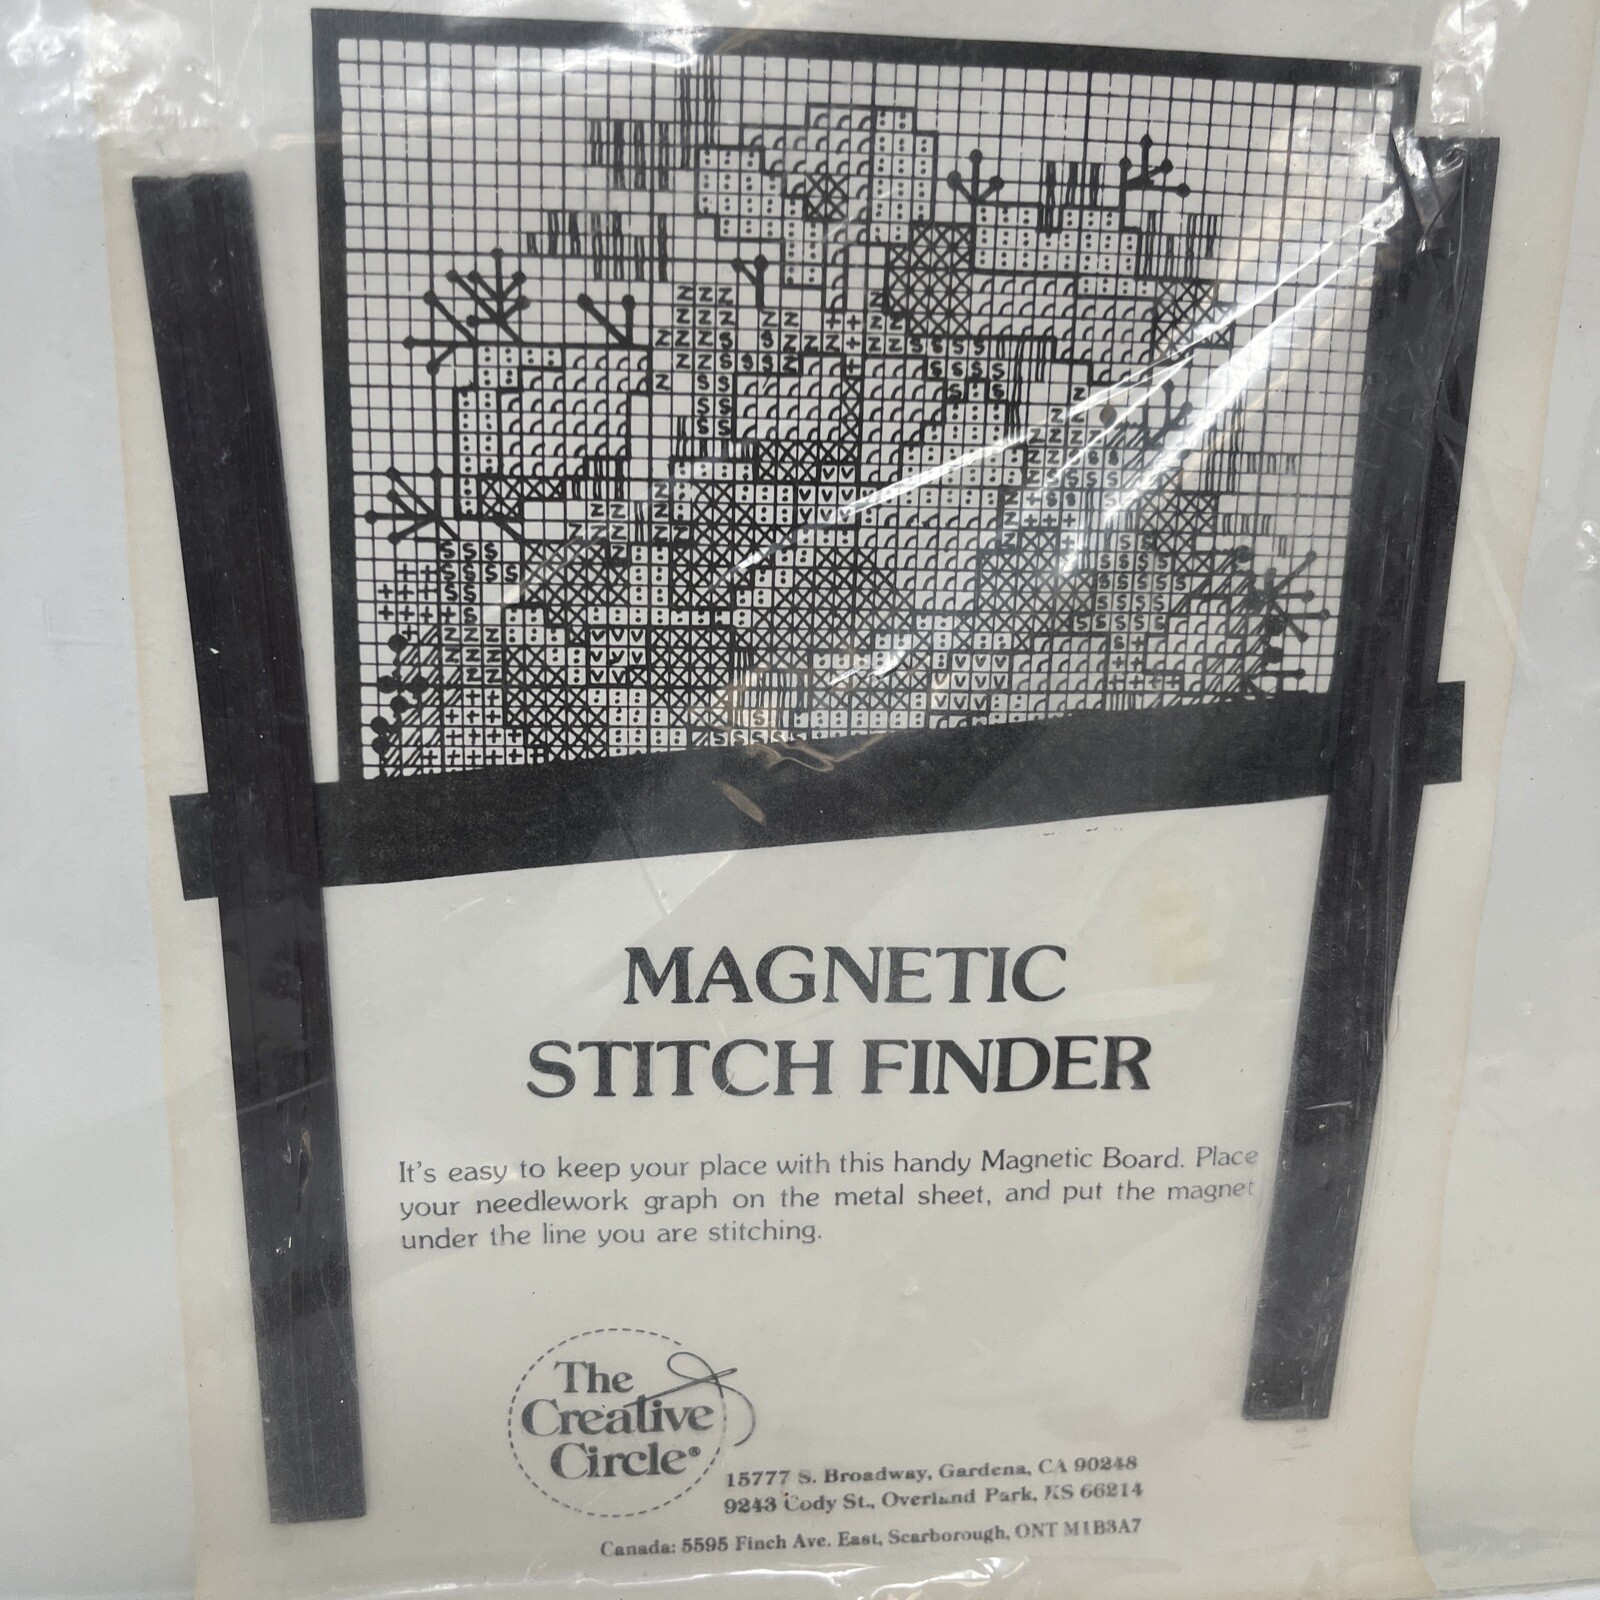 MAGNETIC
STITCH FINDER
It's easy to keep your place with this handy Magnetic Board. Place
your needlework graph on the metal sheet, and put the magnet
under the line you are stitching.
The
Creative
Circle®
15777 S. Broadway, Gardena, CA 90248
9243 Cody St., Overland Park, KS 66214
Canada: 5595 Finch Ave. East, Scarborough, ONT M1B3A7